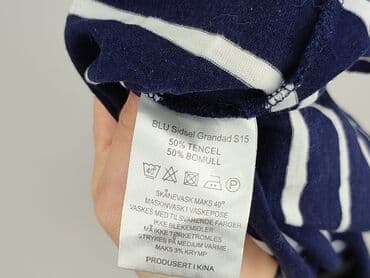 BLU Sidsel Grandad S15
50% TENCEL
50% BOMULL
40°
P
SKÅNEVASK MAKS 40°
MASKINVASK I VASKEPOSE
VASKES MED TILSVARENDE FARGER
IKKE BLEKEMIDLER
IKKE TØRKETROMLES
STRYKES PÅ MEDIUM VARME
MAKS 3% KRYMP
PRODUSERT I KINA